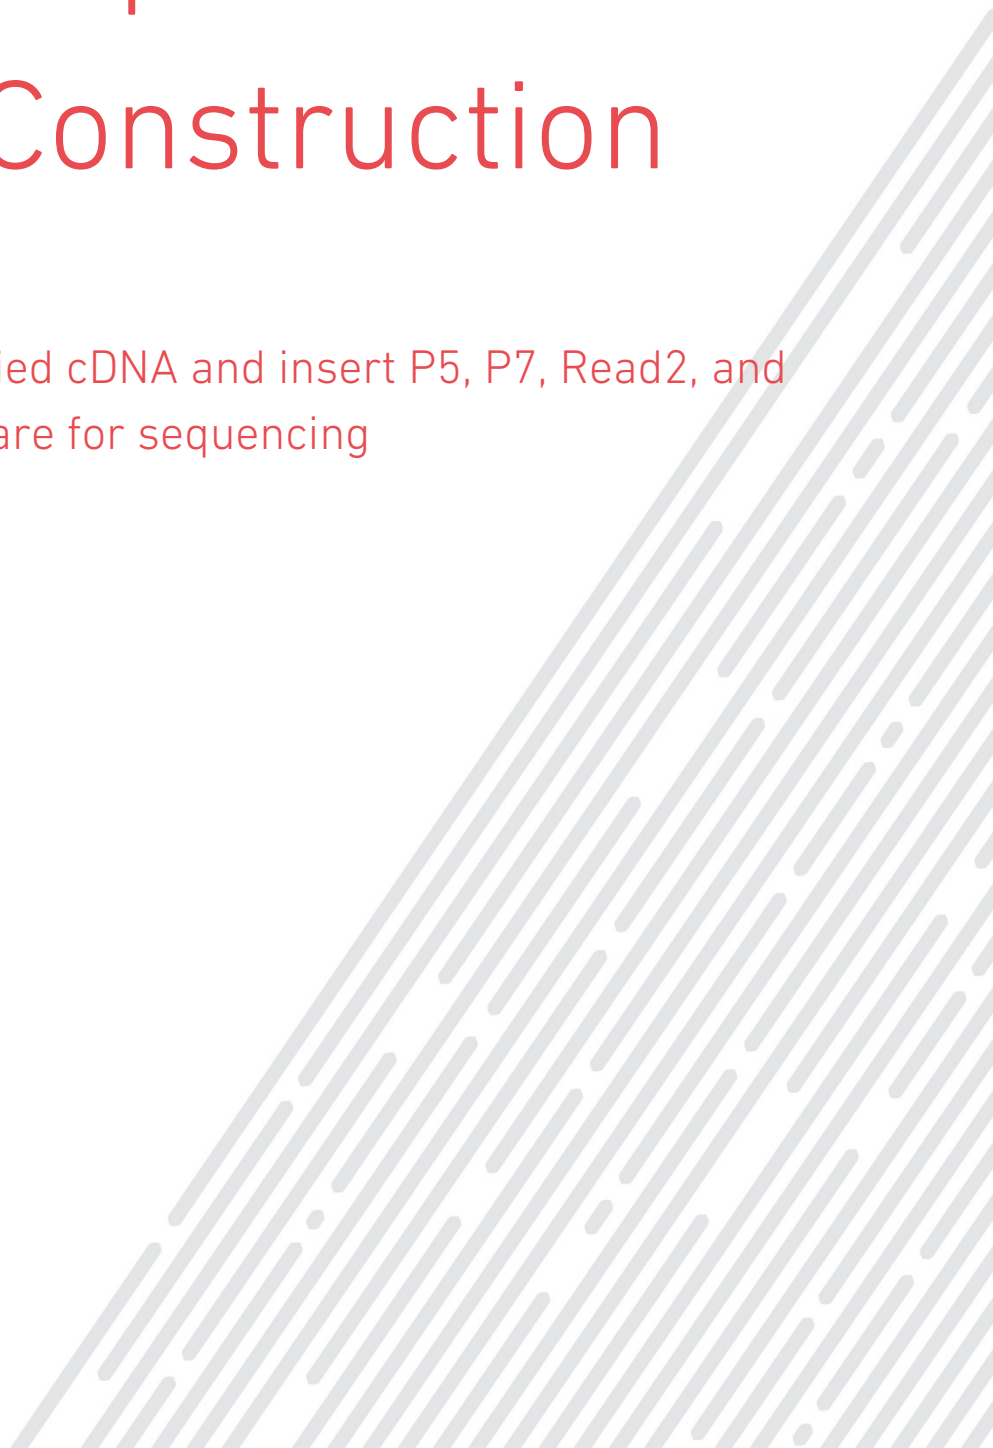 Construction
ied cDNA and insert P5, P7, Read2, and
are for sequencing